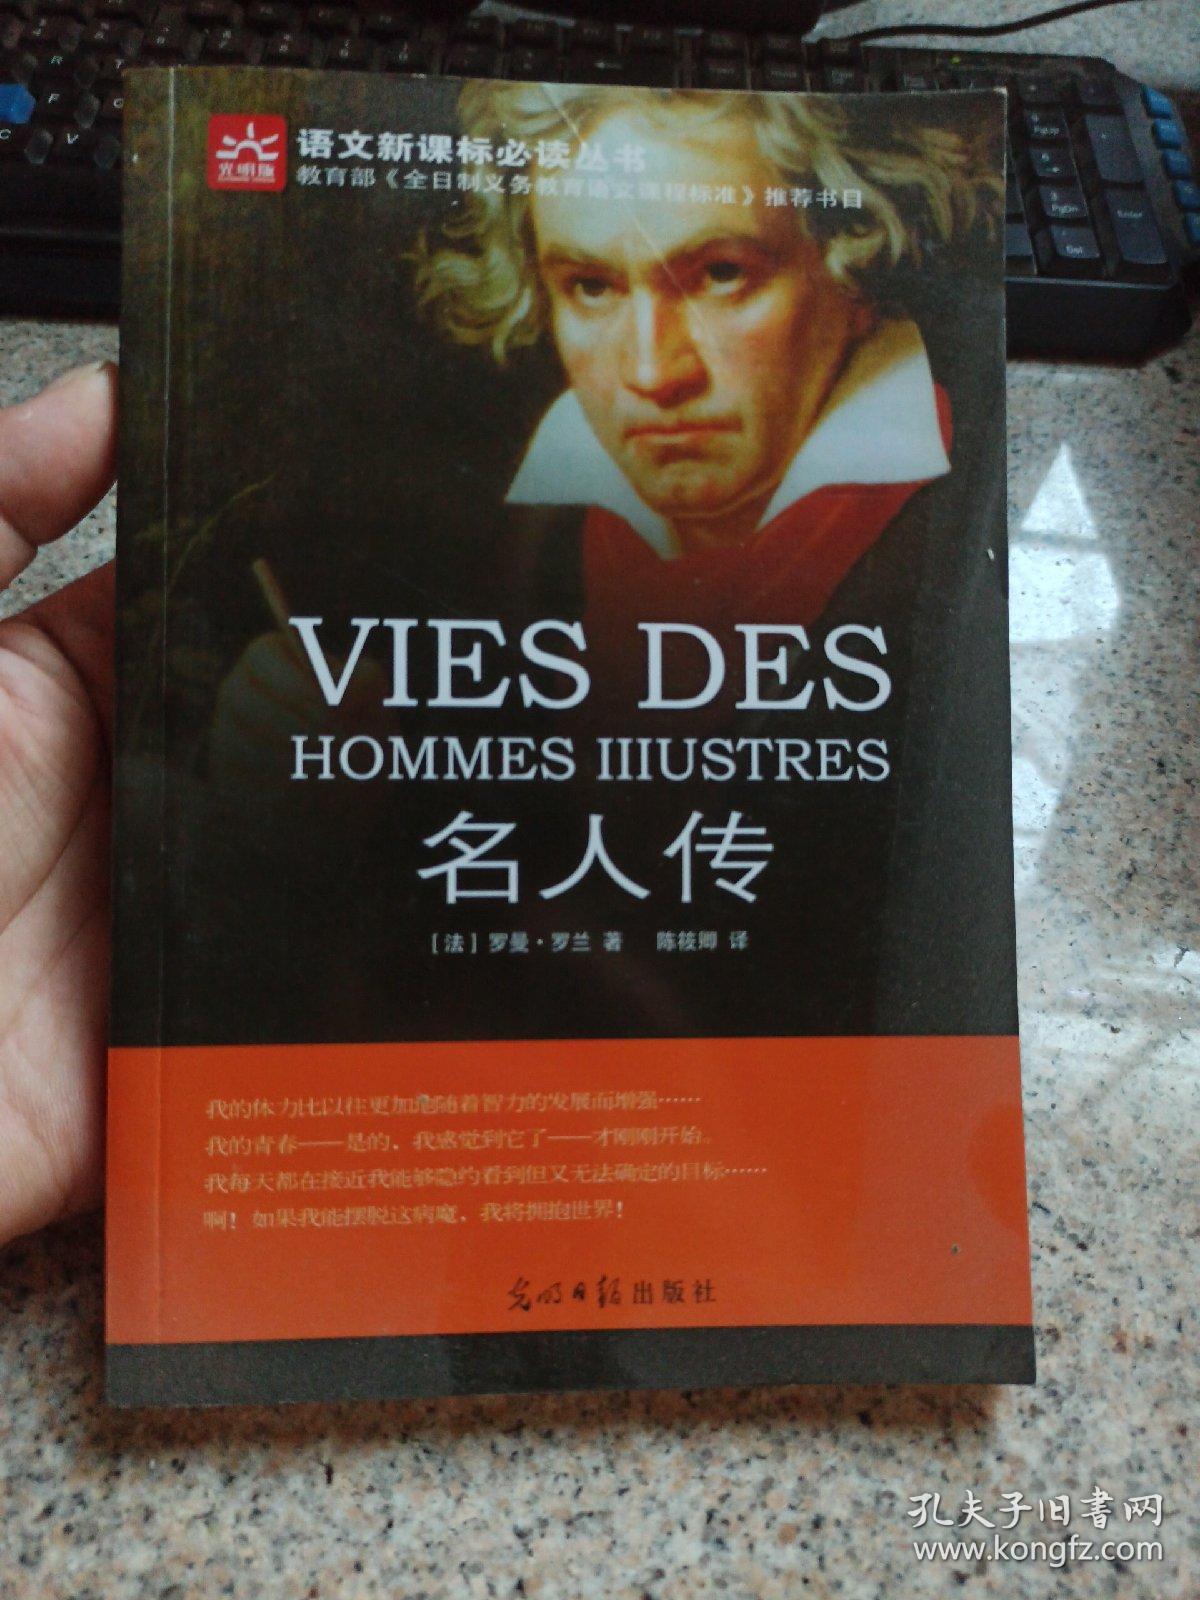 光明版
语文新课标必读丛书
教育部《全日制义务教育语文课程标准》推荐书目
VIES DES
HOMMES IIIUSTRES
名人传
[法] 罗曼·罗兰 著 陈筱卿 译
我的体力比以往更加地随着智力的发展而增强……
我的青春——是的，我感觉到它了——才刚刚开始。
我每天都在接近我能够隐约看到但又无法确定的目标……
啊！如果我能摆脱这病魔，我将拥抱世界！
光明日报出版社
孔夫子旧书网
www.kongfz.com